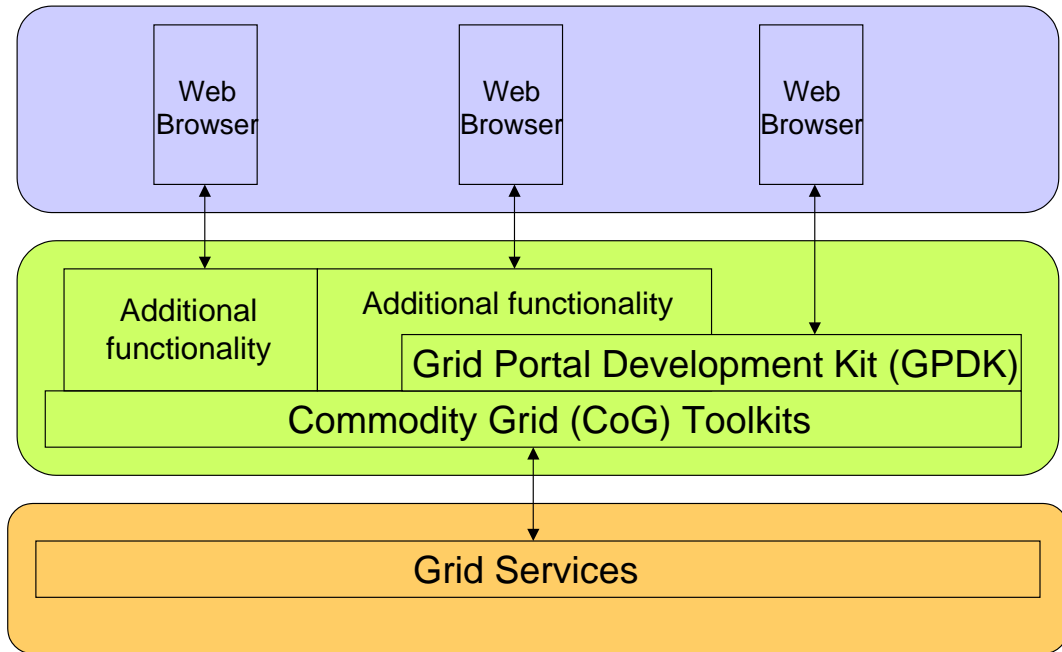 Web
Browser
Web
Browser
Web
Browser
Additional
functionality
Additional functionality
Grid Portal Development Kit (GPDK)
Commodity Grid (CoG) Toolkits
Grid Services